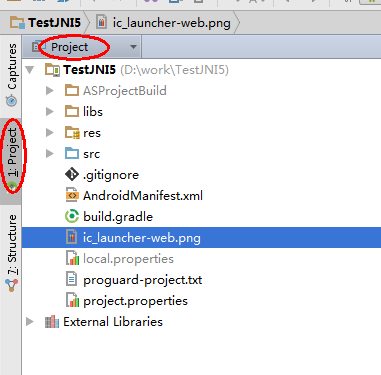 TestJNI5 ic_launcher-web.png
Project
Captures
1: Project
7: Structure
TestJNI5 (D:\work\TestJNI5)
ASProjectBuild
libs
res
src
.gitignore
AndroidManifest.xml
build.gradle
ic_launcher-web.png
local.properties
proguard-project.txt
project.properties
External Libraries